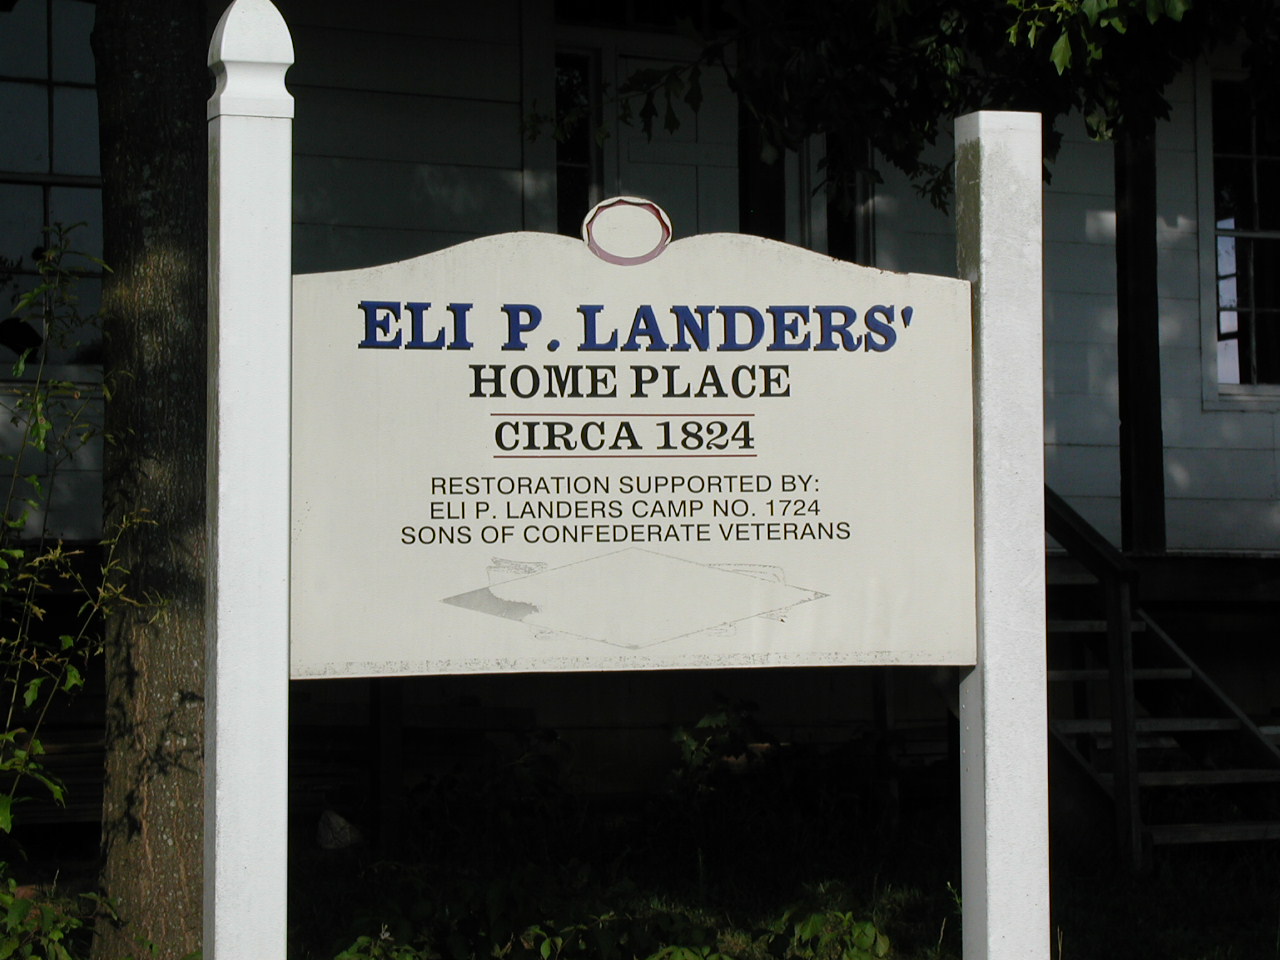 ELI P. LANDERS'
HOME PLACE
CIRCA 1824
RESTORATION SUPPORTED BY:
ELI P. LANDERS CAMP NO. 1724
SONS OF CONFEDERATE VETERANS